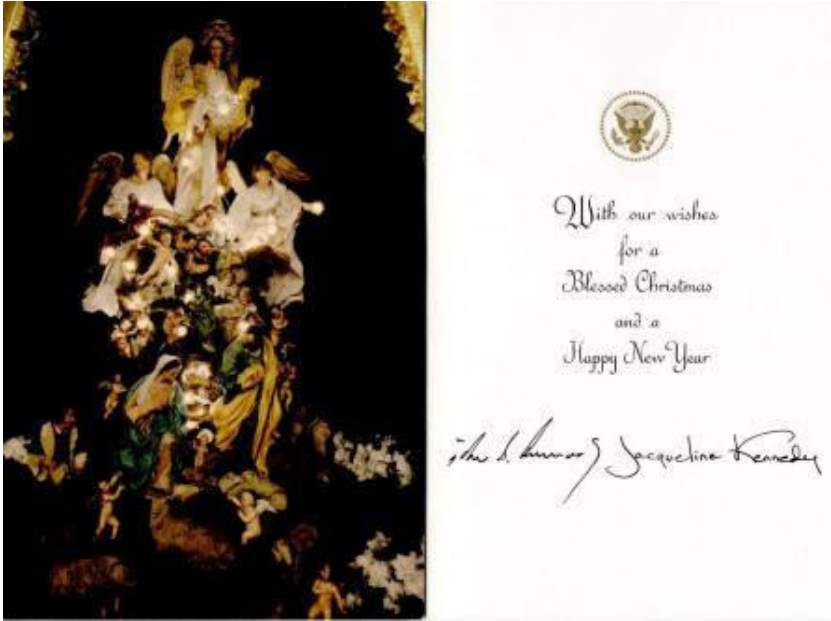 With our wishes
for a
Blessed Christmas
and a
Happy New Year
Jacqueline Kennedy